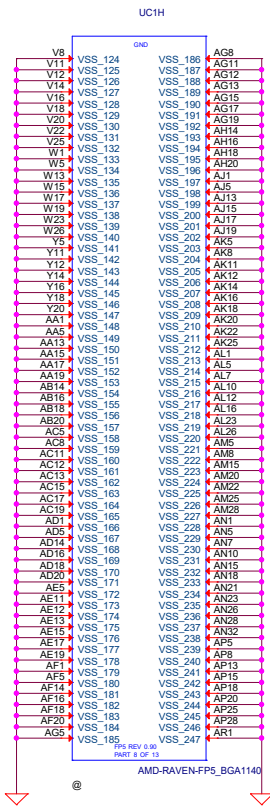 UC1H
GND
V8 VSS_124 VSS_186 AG8
V11 VSS_125 VSS_187 AG11
V12 VSS_126 VSS_188 AG12
V14 VSS_127 VSS_189 AG13
V16 VSS_128 VSS_190 AG15
V18 VSS_129 VSS_191 AG17
V20 VSS_130 VSS_192 AG19
V22 VSS_131 VSS_193 AH14
V25 VSS_132 VSS_194 AH16
W1 VSS_133 VSS_195 AH18
W5 VSS_134 VSS_196 AH20
W13 VSS_135 VSS_197 AJ1
W15 VSS_136 VSS_198 AJ5
W17 VSS_137 VSS_199 AJ13
W19 VSS_138 VSS_200 AJ15
W23 VSS_139 VSS_201 AJ17
W26 VSS_140 VSS_202 AJ19
Y5 VSS_141 VSS_203 AK5
Y11 VSS_142 VSS_204 AK8
Y12 VSS_143 VSS_205 AK11
Y14 VSS_144 VSS_206 AK12
Y16 VSS_145 VSS_207 AK14
Y18 VSS_146 VSS_208 AK16
Y20 VSS_147 VSS_209 AK18
AA1 VSS_148 VSS_210 AK20
AA5 VSS_149 VSS_211 AK22
AA13 VSS_150 VSS_212 AK25
AA15 VSS_151 VSS_213 AL1
AA17 VSS_152 VSS_214 AL5
AA19 VSS_153 VSS_215 AL7
AB14 VSS_154 VSS_216 AL10
AB16 VSS_155 VSS_217 AL12
AB18 VSS_156 VSS_218 AL16
AB20 VSS_157 VSS_219 AL23
AC5 VSS_158 VSS_220 AL26
AC8 VSS_159 VSS_221 AM5
AC11 VSS_160 VSS_222 AM8
AC12 VSS_161 VSS_223 AM15
AC13 VSS_162 VSS_224 AM20
AC15 VSS_163 VSS_225 AM22
AC17 VSS_164 VSS_226 AM25
AC19 VSS_165 VSS_227 AM28
AD1 VSS_166 VSS_228 AN1
AD5 VSS_167 VSS_229 AN5
AD14 VSS_168 VSS_230 AN7
AD16 VSS_169 VSS_231 AN10
AD18 VSS_170 VSS_232 AN15
AD20 VSS_171 VSS_233 AN18
AE5 VSS_172 VSS_234 AN21
AE11 VSS_173 VSS_235 AN23
AE12 VSS_174 VSS_236 AN26
AE13 VSS_175 VSS_237 AN28
AE15 VSS_176 VSS_238 AN32
AE17 VSS_177 VSS_239 AP5
AE19 VSS_178 VSS_240 AP8
AF1 VSS_179 VSS_241 AP13
AF5 VSS_180 VSS_242 AP15
AF14 VSS_181 VSS_243 AP18
AF16 VSS_182 VSS_244 AP20
AF18 VSS_183 VSS_245 AP25
AF20 VSS_184 VSS_246 AP28
AG5 VSS_185 VSS_247 AR1
FP5 REV 0.90
PART 8 OF 13
AMD-RAVEN-FP5_BGA1140
@